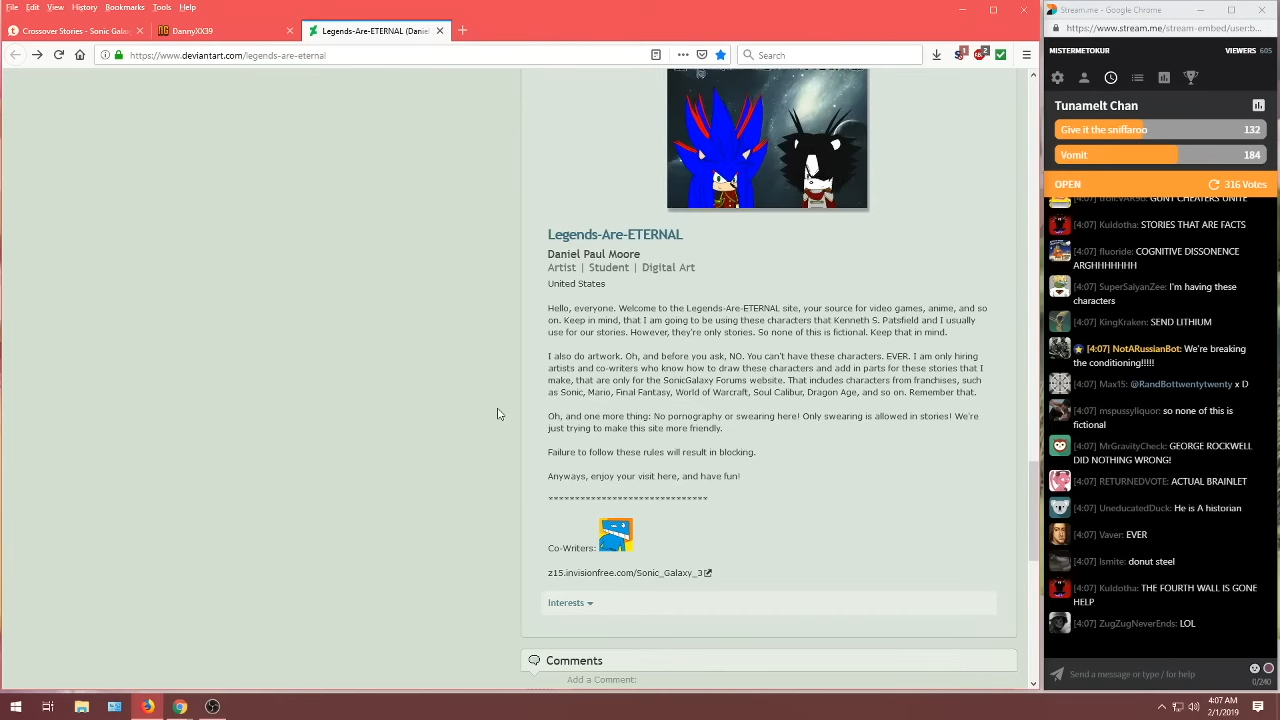 File Edit View History Bookmarks Tools Help
Crossover Stories - Sonic Gala
DannyXX39
Legends-Are-ETERNAL (Daniel
https://www.deviantart.com/legends-are-eternal
Search
Legends-Are-ETERNAL
Daniel Paul Moore
Artist | Student | Digital Art
United States
Hello, everyone. Welcome to the Legends-Are-ETERNAL site, your source for video games, anime, and so
on. Keep in mind, that I am going to be using these characters that Kenneth S. Patsfield and I usually
use for our stories. However, they're only stories. So none of this is fictional. Keep that in mind.
I also do artwork. Oh, and before you ask, NO. You can't have these characters. EVER. I am only hiring
artists and co-writers who know how to draw these characters and add in parts for these stories that I
make, that are only for the SonicGalaxy Forums website. That includes characters from franchises, such
as Sonic, Mario, Final Fantasy, World of Warcraft, Soul Calibur, Dragon Age, and so on. Remember that.
Oh, and one more thing: No pornography or swearing here! Only swearing is allowed in stories! We're
just trying to make this site more friendly.
Failure to follow these rules will result in blocking.
Anyways, enjoy your visit here, and have fun!
Co-Writers:
z15.invisionfree.com/Sonic_Galaxy_3
Interests
Comments
Add a Comment:
Stream.me - Google Chrome
https://www.stream.me/stream-embed/user:b
MISTERMETOKUR
VIEWERS 605
Tunamelt Chan
Give it the sniffaroo 132
Vomit 184
OPEN 316 Votes
GUNT CHEATERS UNITE
[4:07] Kuldotha: STORIES THAT ARE FACTS
[4:07] fluoride: COGNITIVE DISSONENCE
ARGHHHHHHH
[4:07] SuperSaiyanZee: I'm having these
characters
[4:07] KingKraken: SEND LITHIUM
[4:07] NotARussianBot: We're breaking
the conditioning!!!!!
[4:07] Max15: @RandBottwentytwenty x D
[4:07] mspussyliquor: so none of this is
fictional
[4:07] MrGravityCheck: GEORGE ROCKWELL
DID NOTHING WRONG!
[4:07] RETURNEDVOTE: ACTUAL BRAINLET
[4:07] UneducatedDuck: He is A historian
[4:07] Vaver: EVER
[4:07] Ismite: donut steel
[4:07] Kuldotha: THE FOURTH WALL IS GONE
HELP
[4:07] ZugZugNeverEnds: LOL
Send a message or type / for help
0/240
4:07 AM
4:07 AM
4/01/2019